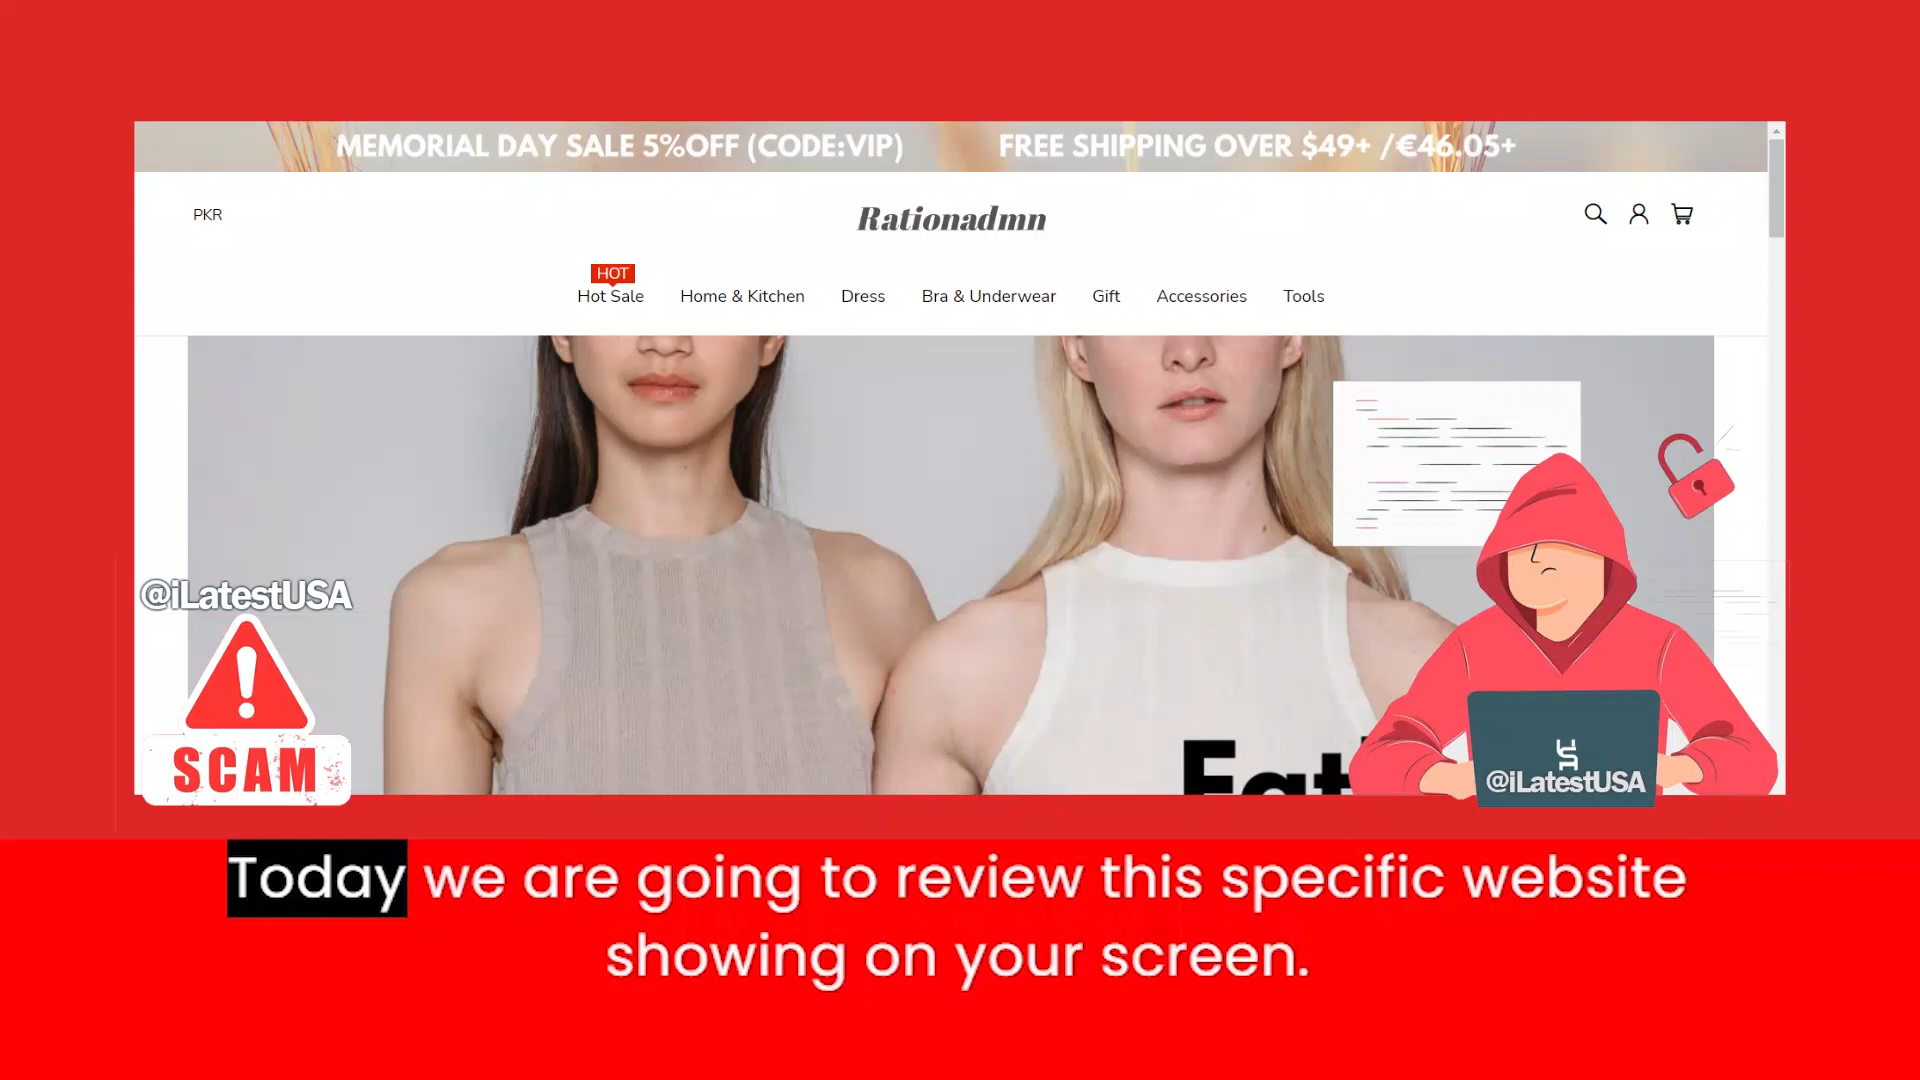 MEMORIAL DAY SALE 5%OFF (CODE:VIP) FREE SHIPPING OVER $49+ /€46.05+
PKR
Rationadmn
HOT
Hot Sale Home & Kitchen Dress Bra & Underwear Gift Accessories Tools
@iLatestUSA
SCAM
@iLatestUSA
Today we are going to review this specific website
showing on your screen.